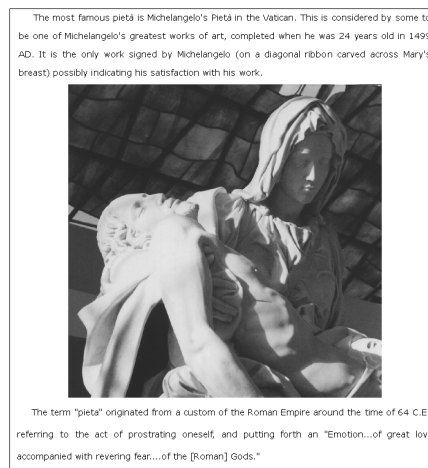 The most famous pietá is Michelangelo's Pietá in the Vatican. This is considered by some to
be one of Michelangelo's greatest works of art, completed when he was 24 years old in 1499
AD. It is the only work signed by Michelangelo (on a diagonal ribbon carved across Mary's
breast) possibly indicating his satisfaction with his work.
The term "pieta" originated from a custom of the Roman Empire around the time of 64 C.E
referring to the act of prostrating oneself, and putting forth an "Emotion...of great lov
accompanied with revering fear....of the [Roman] Gods."